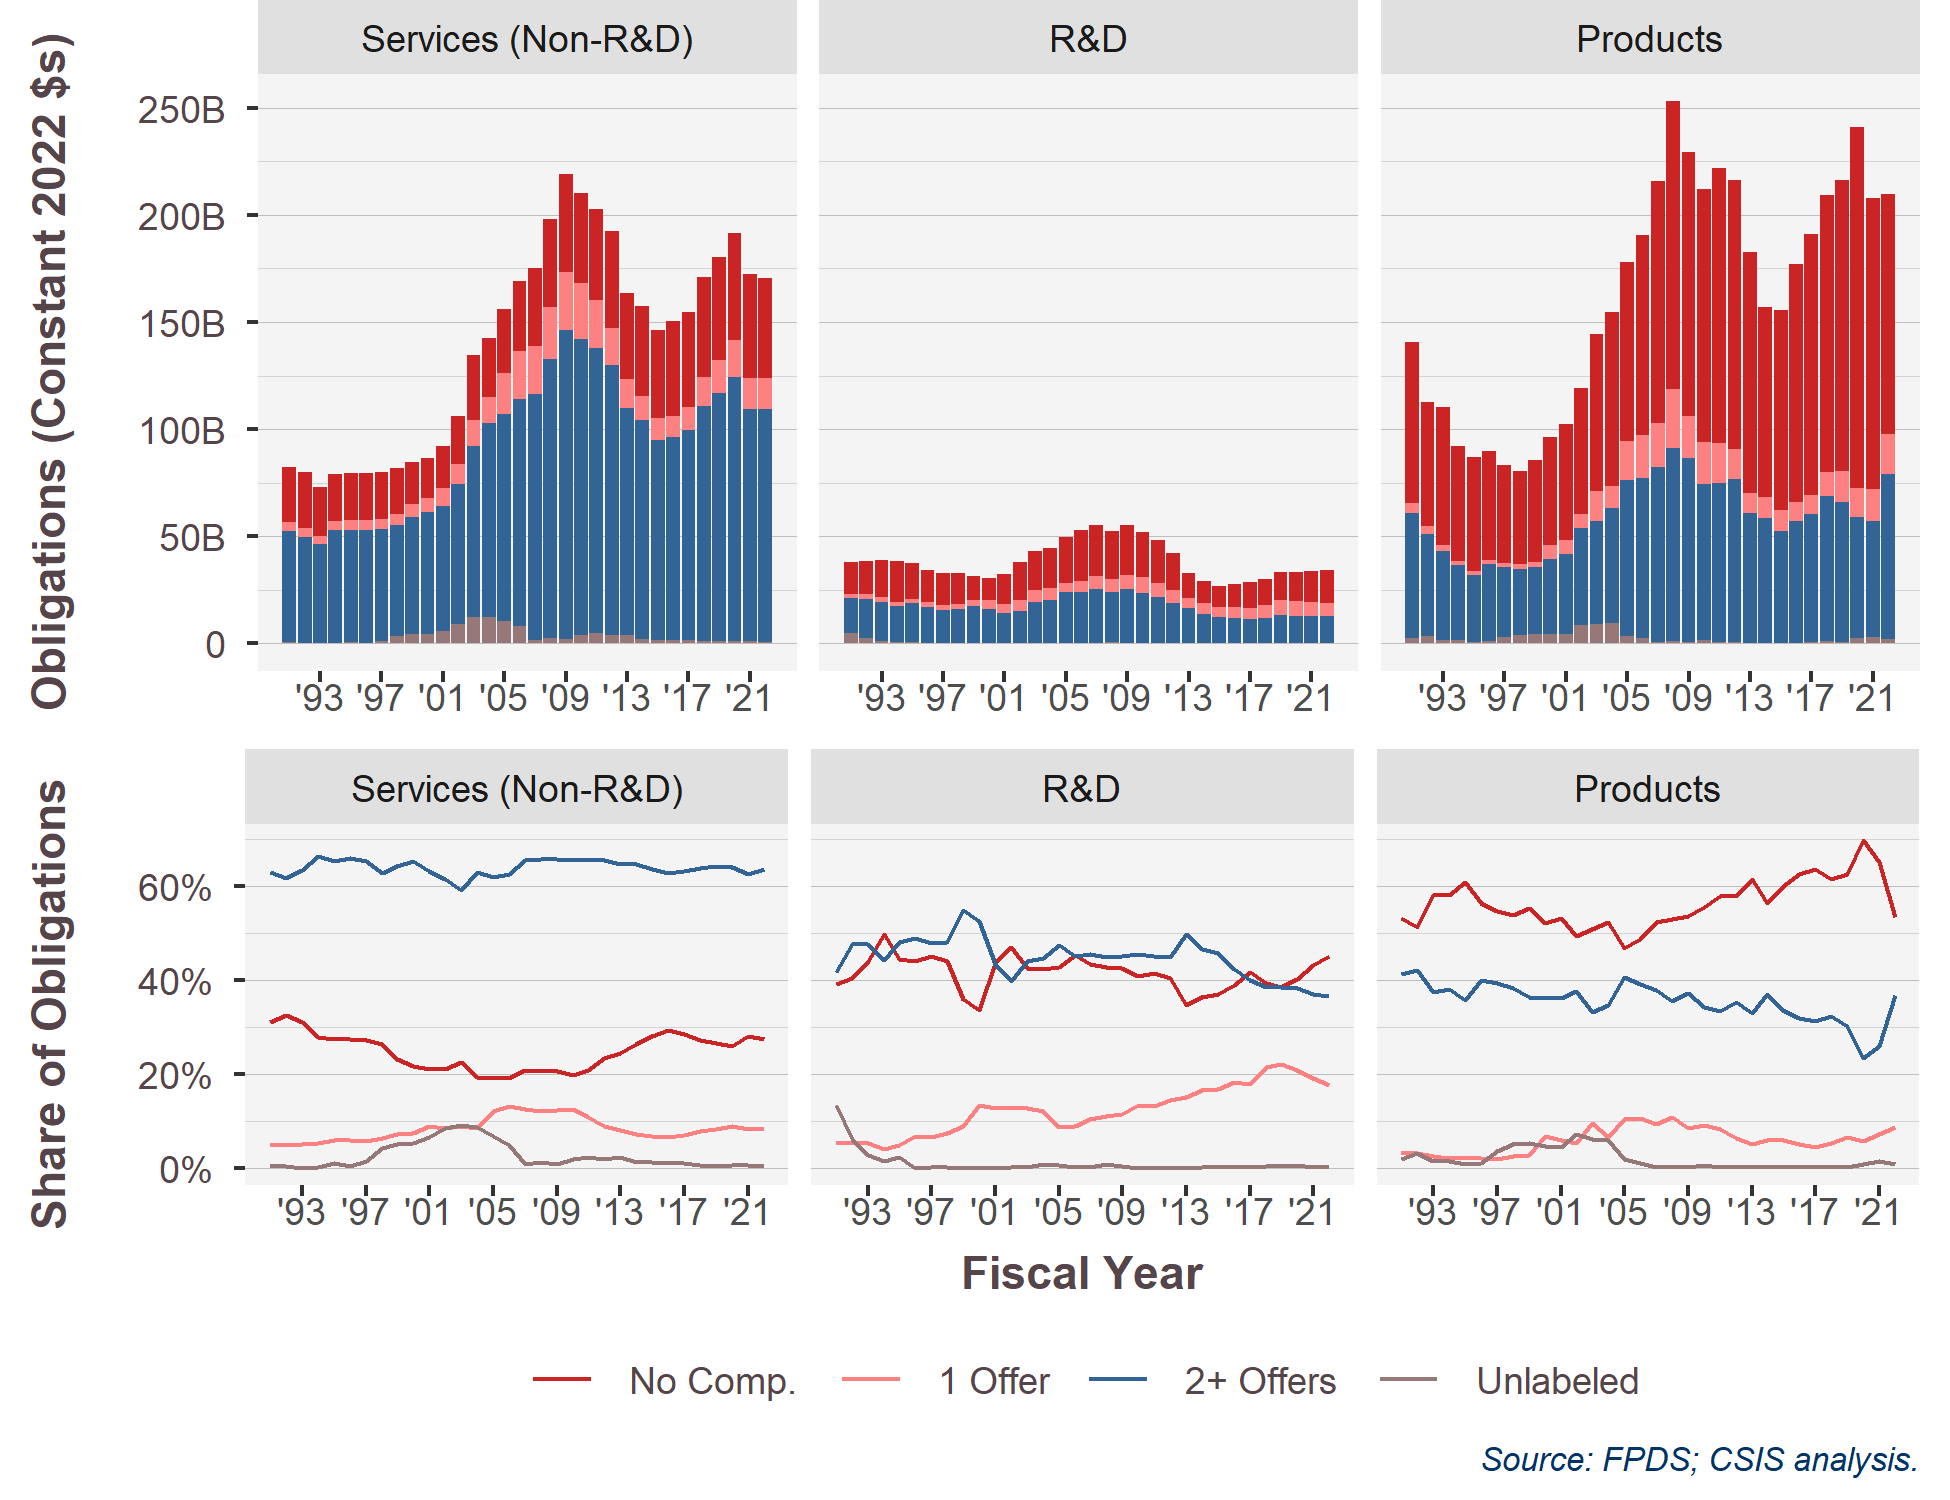 Obligations (Constant 2022 $s)
Services (Non-R&D)
R&D
Products
250B
200B
150B
100B
50B
0
'93 '97 '01 '05 '09 '13 '17 '21
'93 '97 '01 '05 '09 '13 '17 '21
'93 '97 '01 '05 '09 '13 '17 '21
Share of Obligations
Services (Non-R&D)
R&D
Products
60%
40%
20%
0%
'93 '97 '01 '05 '09 '13 '17 '21
'93 '97 '01 '05 '09 '13 '17 '21
'93 '97 '01 '05 '09 '13 '17 '21
Fiscal Year
No Comp.
1 Offer
2+ Offers
Unlabeled
Source: FPDS; CSIS analysis.